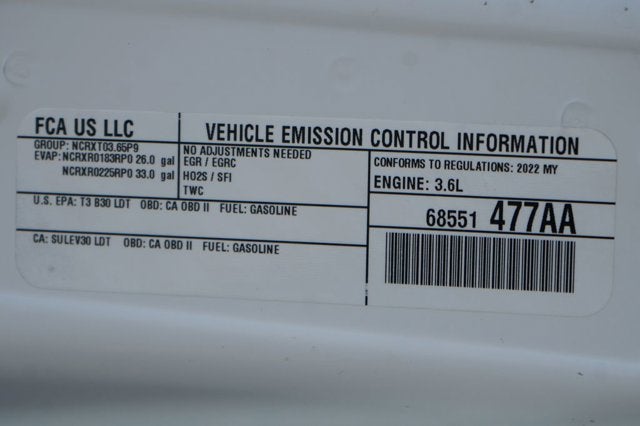 FCA US LLC
GROUP: NCRXT03.65P9
EVAP: NCRXR0183RP0 26.0 gal
NCRXR0225RP0 33.0 gal
VEHICLE EMISSION CONTROL INFORMATION
NO ADJUSTMENTS NEEDED
EGR / EGRC
HO2S / SFI
TWC
CONFORMS TO REGULATIONS: 2022 MY
ENGINE: 3.6L
U.S. EPA: T3 B30 LDT OBD: CA OBD II FUEL: GASOLINE
CA: SULEV30 LDT OBD: CA OBD II FUEL: GASOLINE
68551 477AA